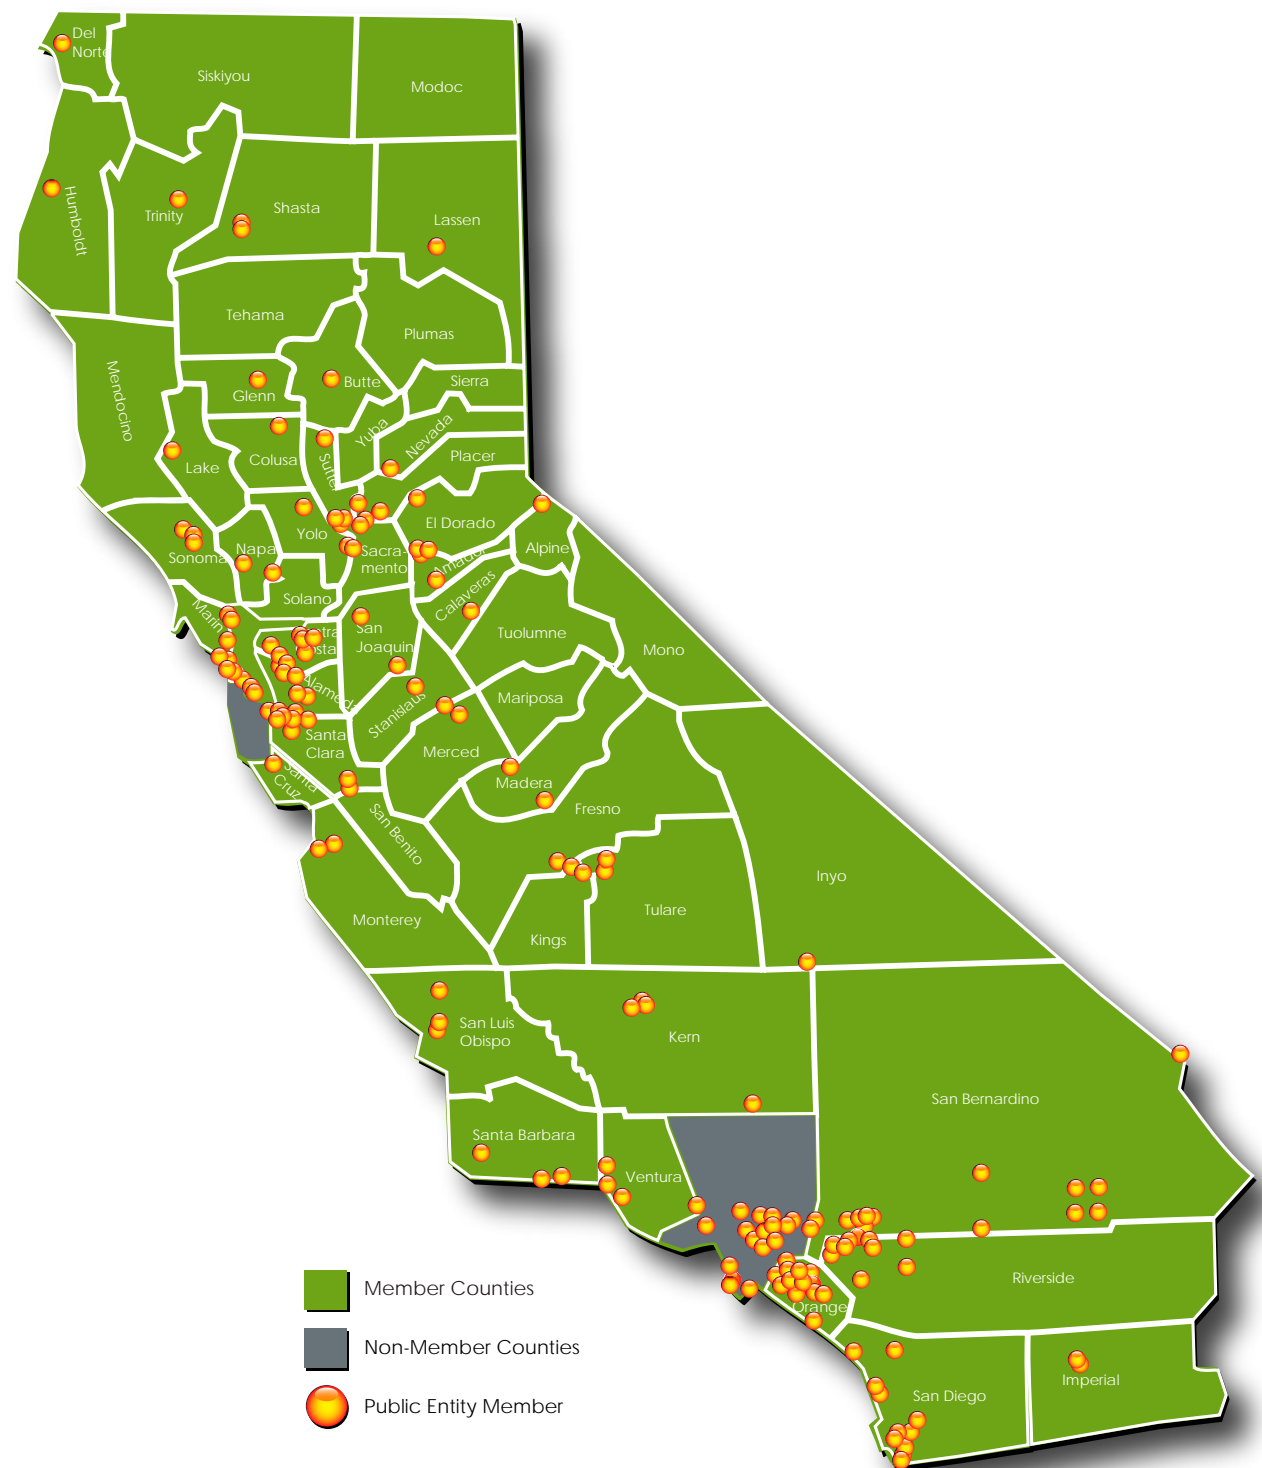 Del
Norte
Siskiyou
Modoc
Humboldt
Trinity
Shasta
Lassen
Tehama
Plumas
Mendocino
Glenn
Butte
Sierra
Yuba
Nevada
Placer
Lake
Colusa
Sutter
El Dorado
Yolo
Sonoma
Napa
Sacra-
mento
Amador
Alpine
Solano
Calaveras
Marin
San
Joaquin
Tuolumne
Mono
Alameda
Stanislaus
Mariposa
Santa
Clara
Merced
Santa
Cruz
Madera
Fresno
San Benito
Inyo
Monterey
Tulare
Kings
San Luis
Obispo
Kern
San Bernardino
Santa Barbara
Ventura
Riverside
Orange
San Diego
Imperial
Member Counties
Non-Member Counties
Public Entity Member